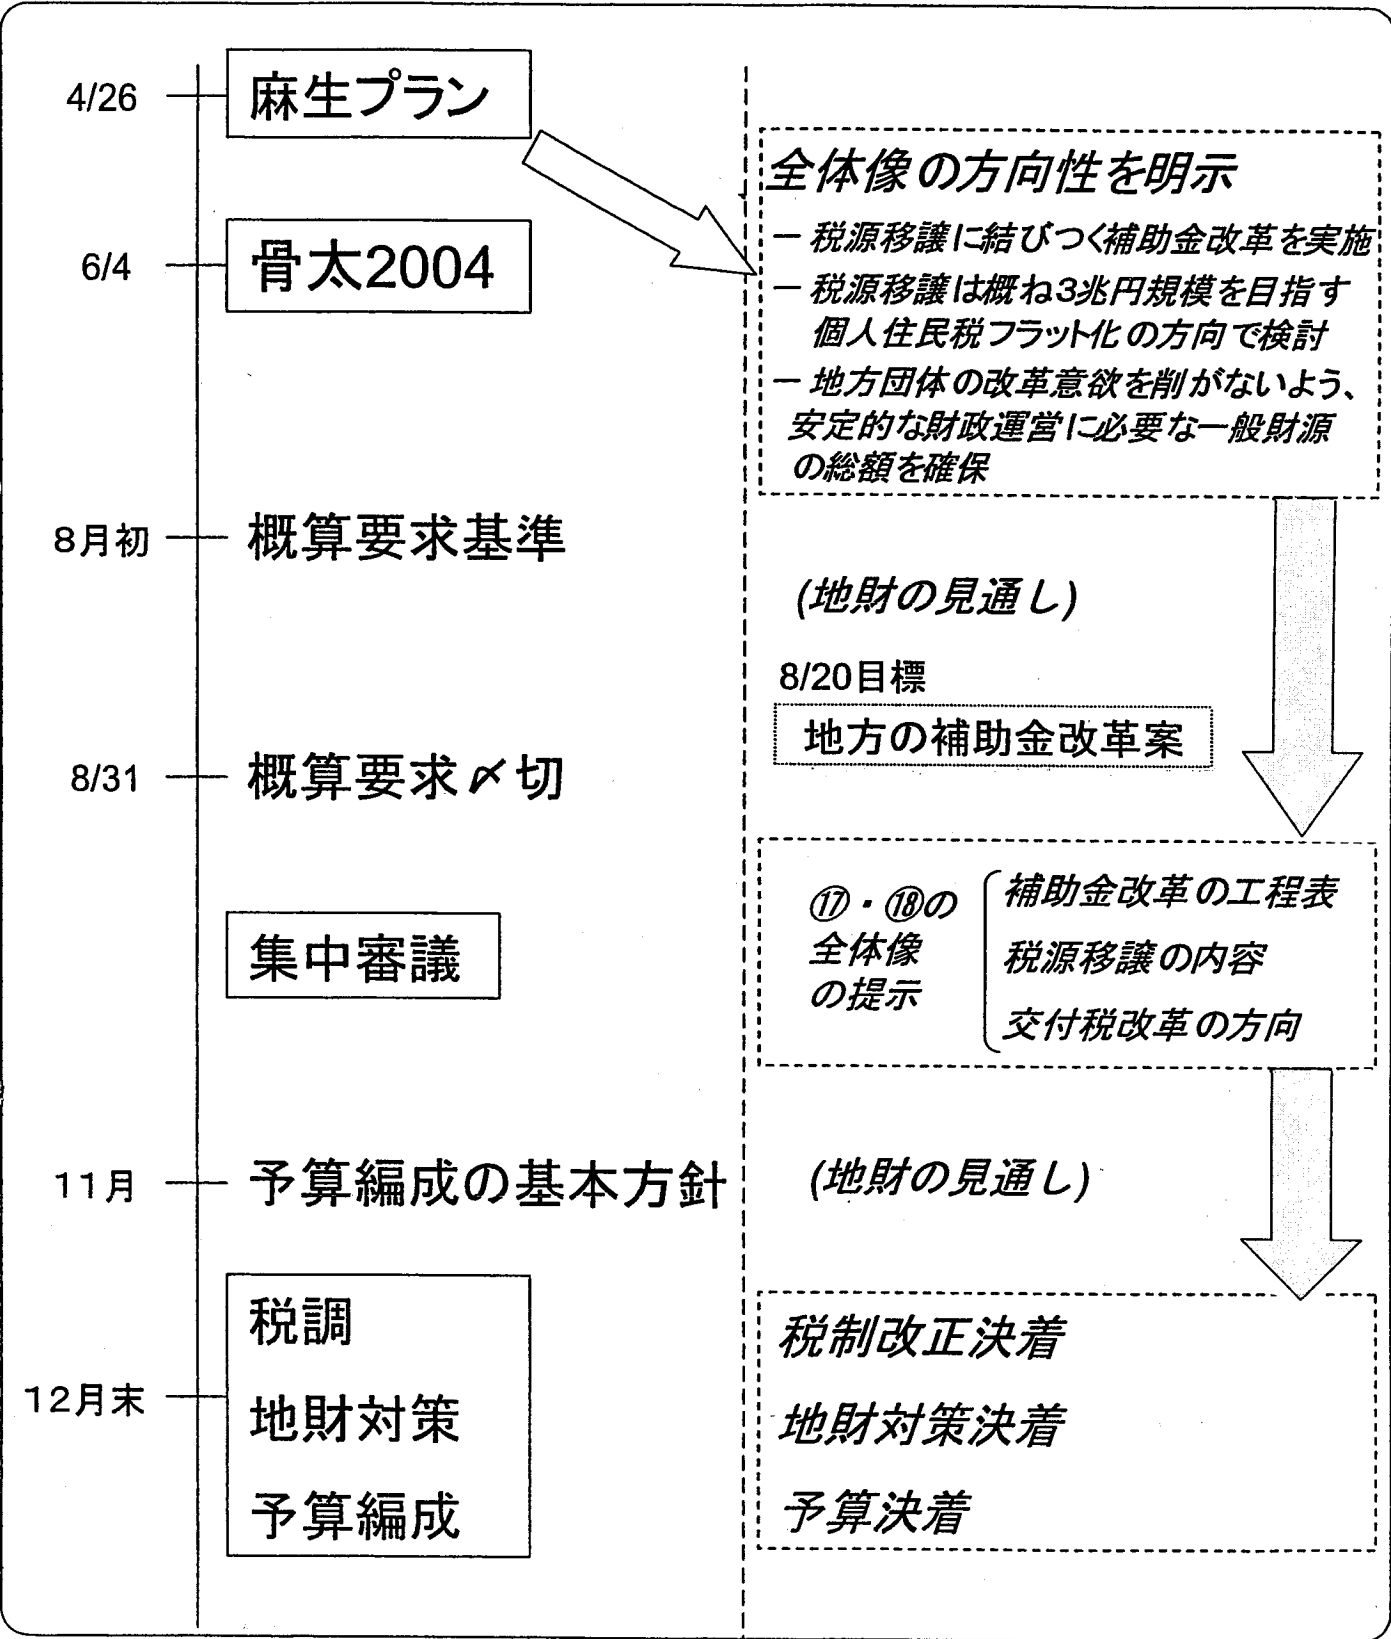 4/26
麻生プラン
全体像の方向性を明示
－ 税源移譲に結びつく補助金改革を実施
6/4
骨太2004
－ 税源移譲は概ね3兆円規模を目指す
個人住民税フラット化の方向で検討
－ 地方団体の改革意欲を削がないよう、
安定的な財政運営に必要な一般財源
の総額を確保
8月初
概算要求基準
(地財の見通し)
8/20目標
地方の補助金改革案
8/31
概算要求〆切
集中審議
⑰・⑱の
全体像
の提示
補助金改革の工程表
税源移譲の内容
交付税改革の方向
11月
予算編成の基本方針
(地財の見通し)
12月末
税調
地財対策
予算編成
税制改正決着
地財対策決着
予算決着